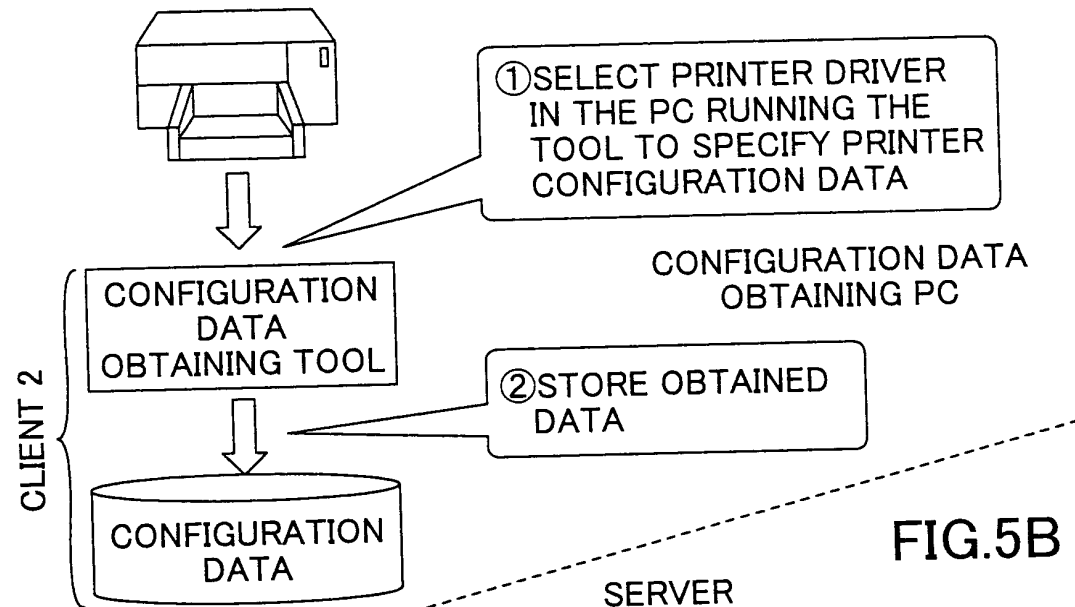 ①SELECT PRINTER DRIVER
IN THE PC RUNNING THE
TOOL TO SPECIFY PRINTER
CONFIGURATION DATA
CONFIGURATION DATA
OBTAINING PC
CONFIGURATION
DATA
OBTAINING TOOL
②STORE OBTAINED
DATA
CLIENT 2
CONFIGURATION
DATA
FIG.5B
SERVER